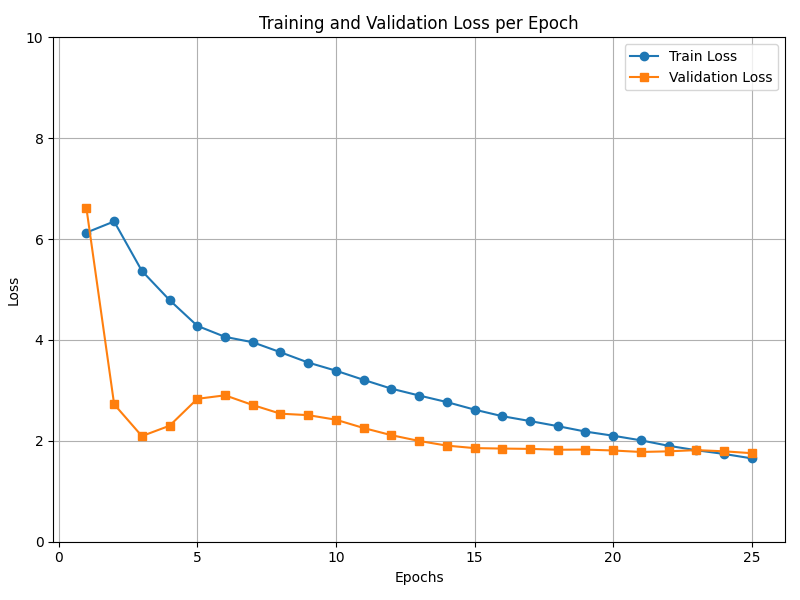 Training and Validation Loss per Epoch
10
Train Loss
Validation Loss
8
6
Loss
4
2
0
0 5 10 15 20 25
Epochs